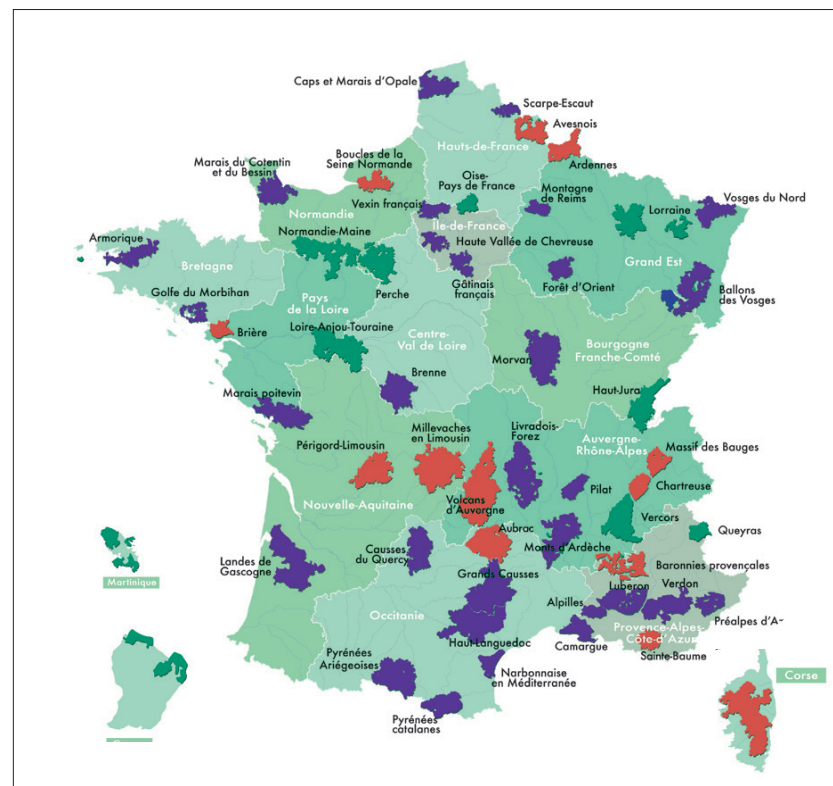 Caps et Marais d'Opale
Scarpe-Escaut
Avesnois
Hauts-de-France
Ardennes
Marais du Cotentin
et du Bessin
Boucles de la
Seine Normande
Oise-
Pays de France
Montagne
de Reims
Vosges du Nord
Vexin français
Lorraine
Normandie
Île-de-France
Normandie-Maine
Haute Vallée de Chevreuse
Armorique
Bretagne
Grand Est
Perche
Gâtinais
français
Forêt d'Orient
Ballons
des Vosges
Golfe du Morbihan
Pays
de la Loire
Brière
Loire-Anjou-Touraine
Centre-
Val de Loire
Bourgogne
Franche-Comté
Morvan
Brenne
Haut-Jura
Marais poitevin
Millevaches
en Limousin
Livradois-
Forez
Auvergne-
Rhône-Alpes
Massif des Bauges
Périgord-Limousin
Pilat
Chartreuse
Nouvelle-Aquitaine
Volcans
d'Auvergne
Vercors
Aubrac
Queyras
Landes de
Gascogne
Causses
du Quercy
Monts d'Ardèche
Baronnies provençales
Grands Causses
Luberon
Verdon
Martinique
Alpilles
Occitanie
Préalpes d'A
Provence-Alpes-
Côte-d'Azur
Haut-Languedoc
Camargue
Sainte-Baume
Pyrénées
Ariégeoises
Narbonnaise
en Méditerranée
Corse
Pyrénées
catalanes